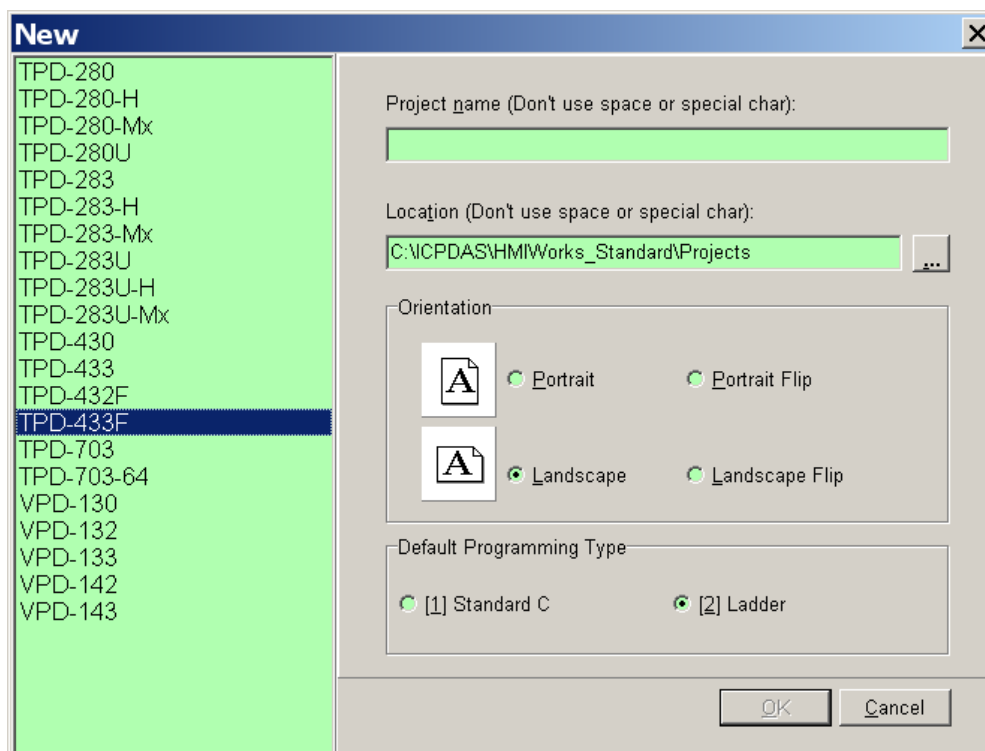 New
TPD-280
TPD-280-H
TPD-280-Mx
TPD-280U
TPD-283
TPD-283-H
TPD-283-Mx
TPD-283U
TPD-283U-H
TPD-283U-Mx
TPD-430
TPD-433
TPD-432F
TPD-433F
TPD-703
TPD-703-64
VPD-130
VPD-132
VPD-133
VPD-142
VPD-143
Project name (Don't use space or special char):
Location (Don't use space or special char):
C:\ICPDAS\HMIWorks_Standard\Projects
...
Orientation
A
Portrait
Portrait Flip
A
Landscape
Landscape Flip
Default Programming Type
[1] Standard C
[2] Ladder
OK
Cancel